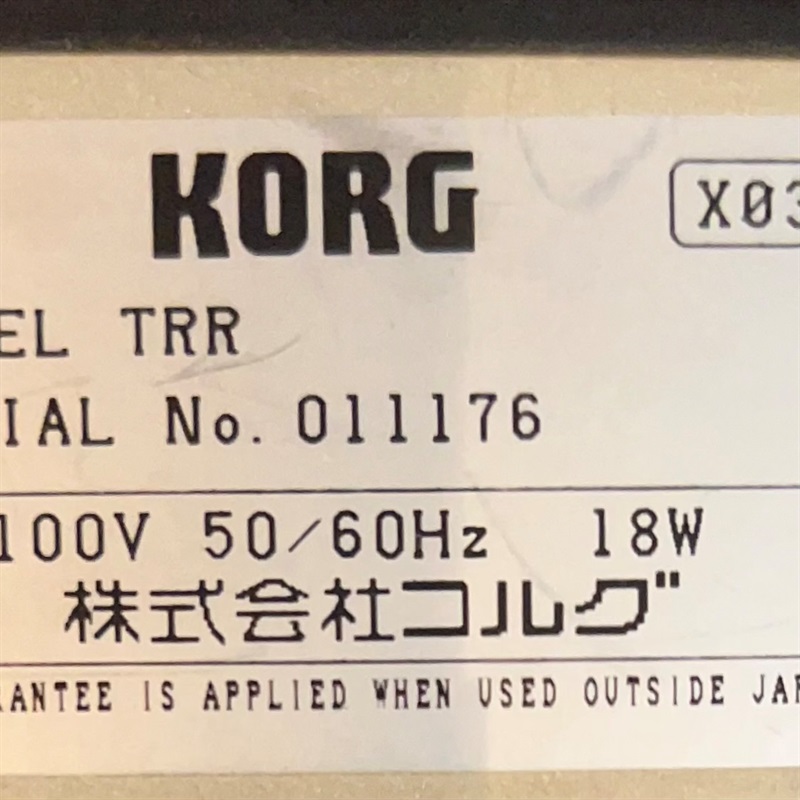 KORG
X03
EL TRR
IAL No. 011176
100V 50/60Hz 18W
株式会社コルグ
RANTEE IS APPLIED WHEN USED OUTSIDE JAP